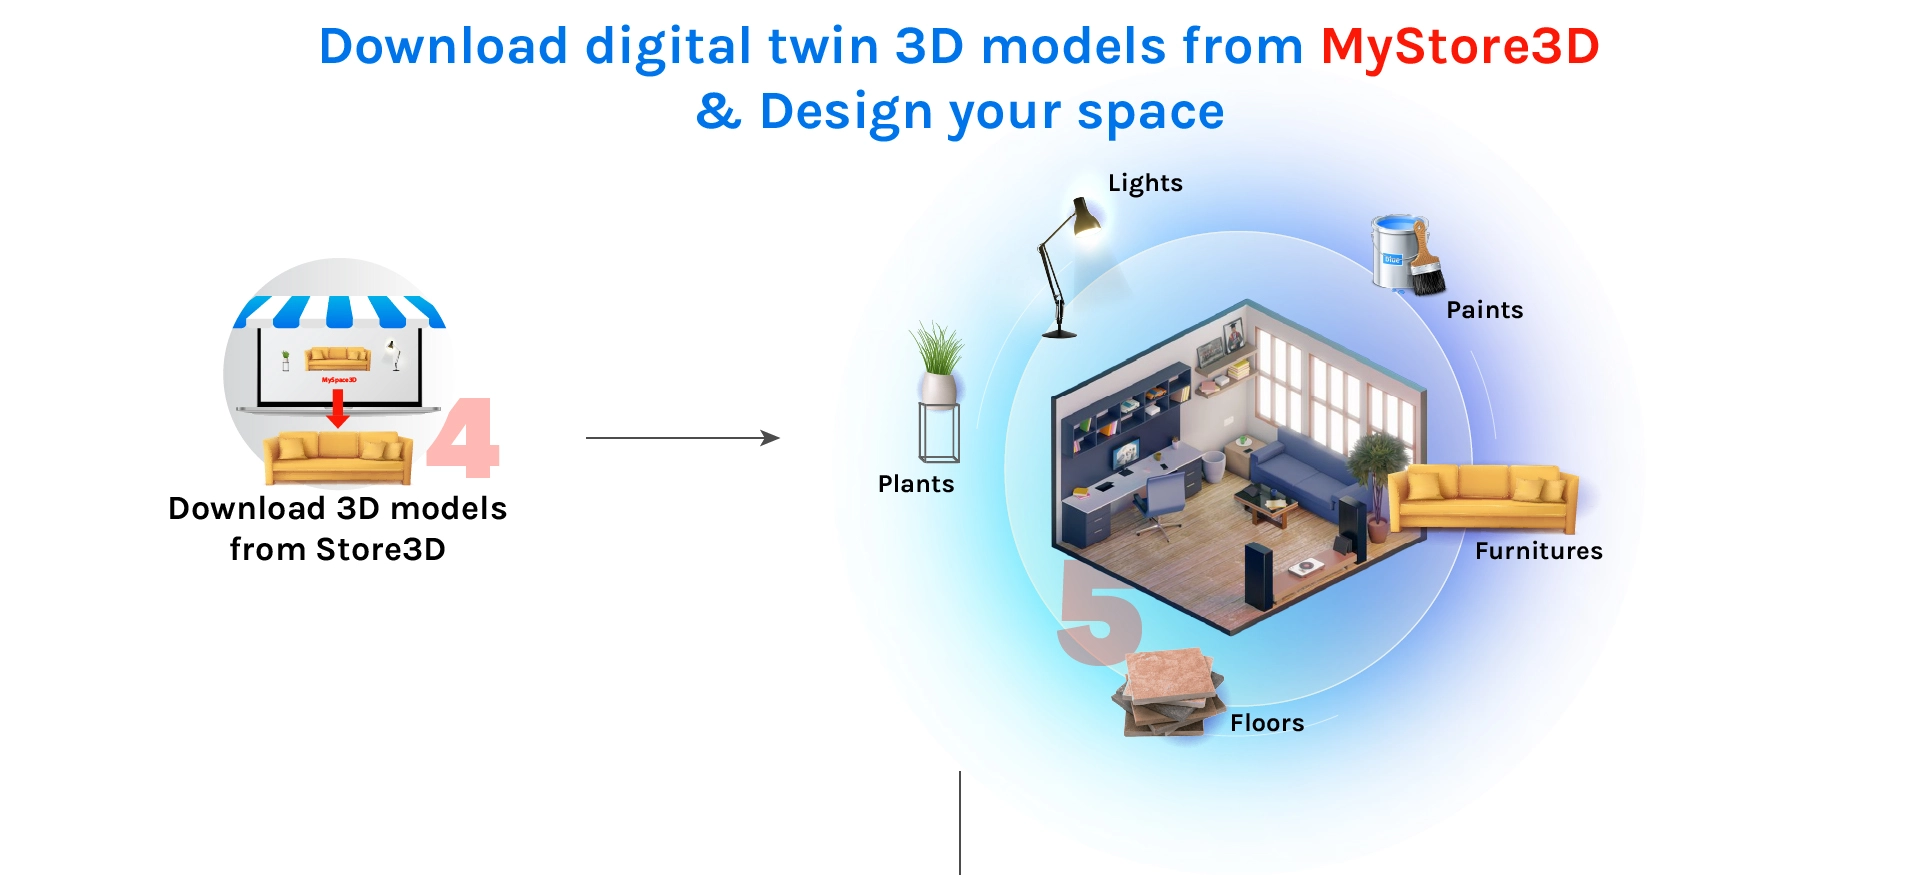 Download digital twin 3D models from MyStore3D
& Design your space
Lights
Paints
blue
Plants
MySpace3D
4
Download 3D models
from Store3D
Furnitures
5
Floors